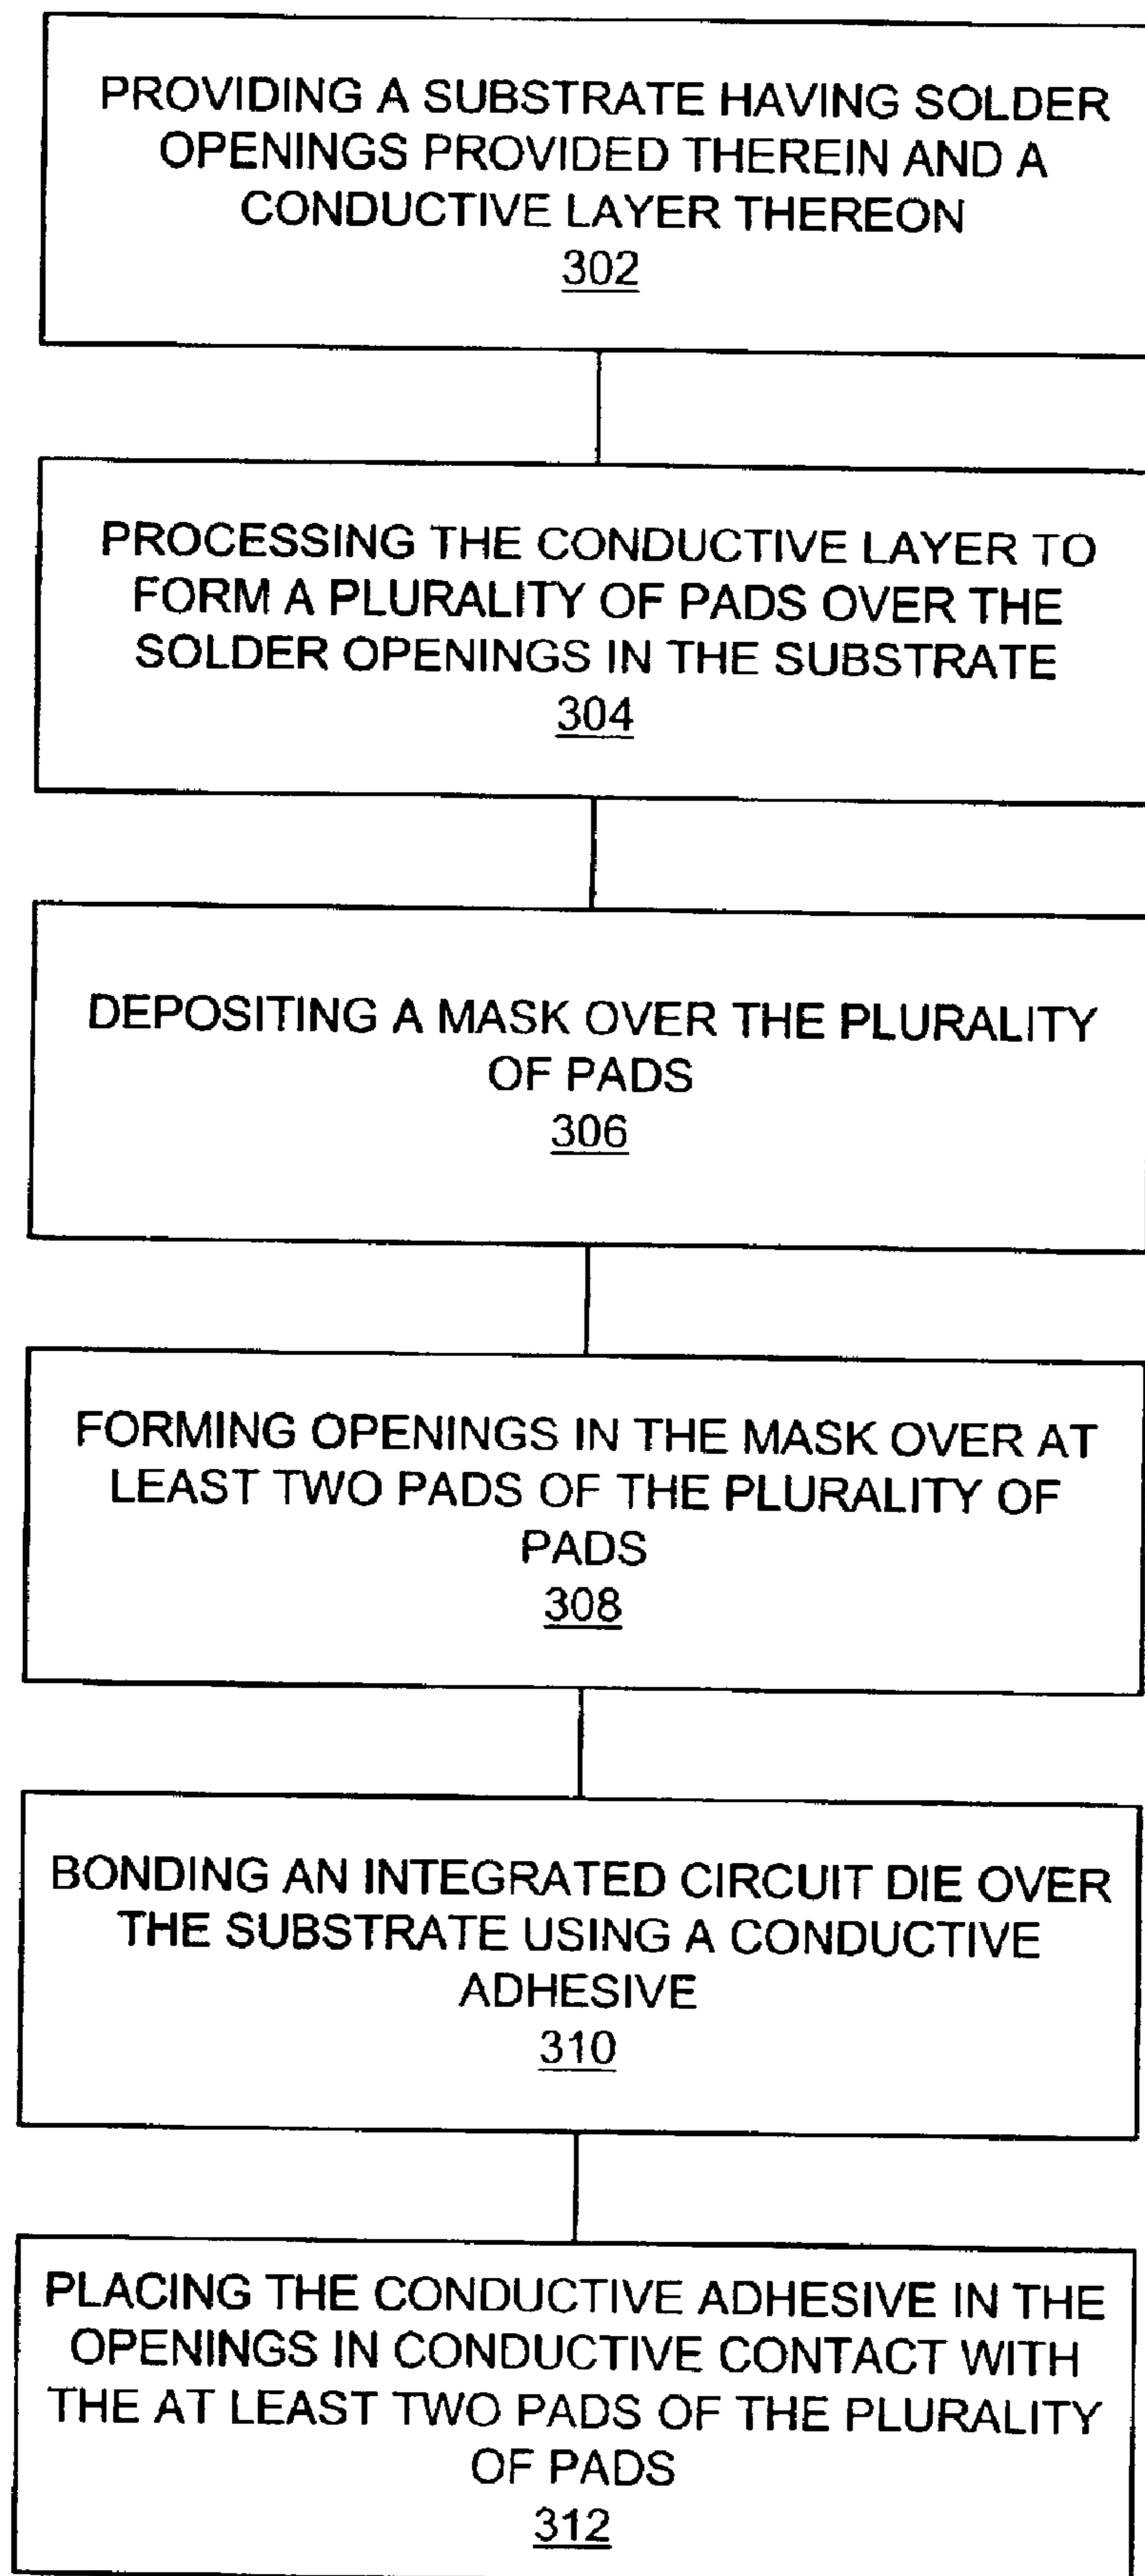 PROVIDING A SUBSTRATE HAVING SOLDER
OPENINGS PROVIDED THEREIN AND A
CONDUCTIVE LAYER THEREON
302
PROCESSING THE CONDUCTIVE LAYER TO
FORM A PLURALITY OF PADS OVER THE
SOLDER OPENINGS IN THE SUBSTRATE
304
DEPOSITING A MASK OVER THE PLURALITY
OF PADS
306
FORMING OPENINGS IN THE MASK OVER AT
LEAST TWO PADS OF THE PLURALITY OF
PADS
308
BONDING AN INTEGRATED CIRCUIT DIE OVER
THE SUBSTRATE USING A CONDUCTIVE
ADHESIVE
310
PLACING THE CONDUCTIVE ADHESIVE IN THE
OPENINGS IN CONDUCTIVE CONTACT WITH
THE AT LEAST TWO PADS OF THE PLURALITY
OF PADS
312